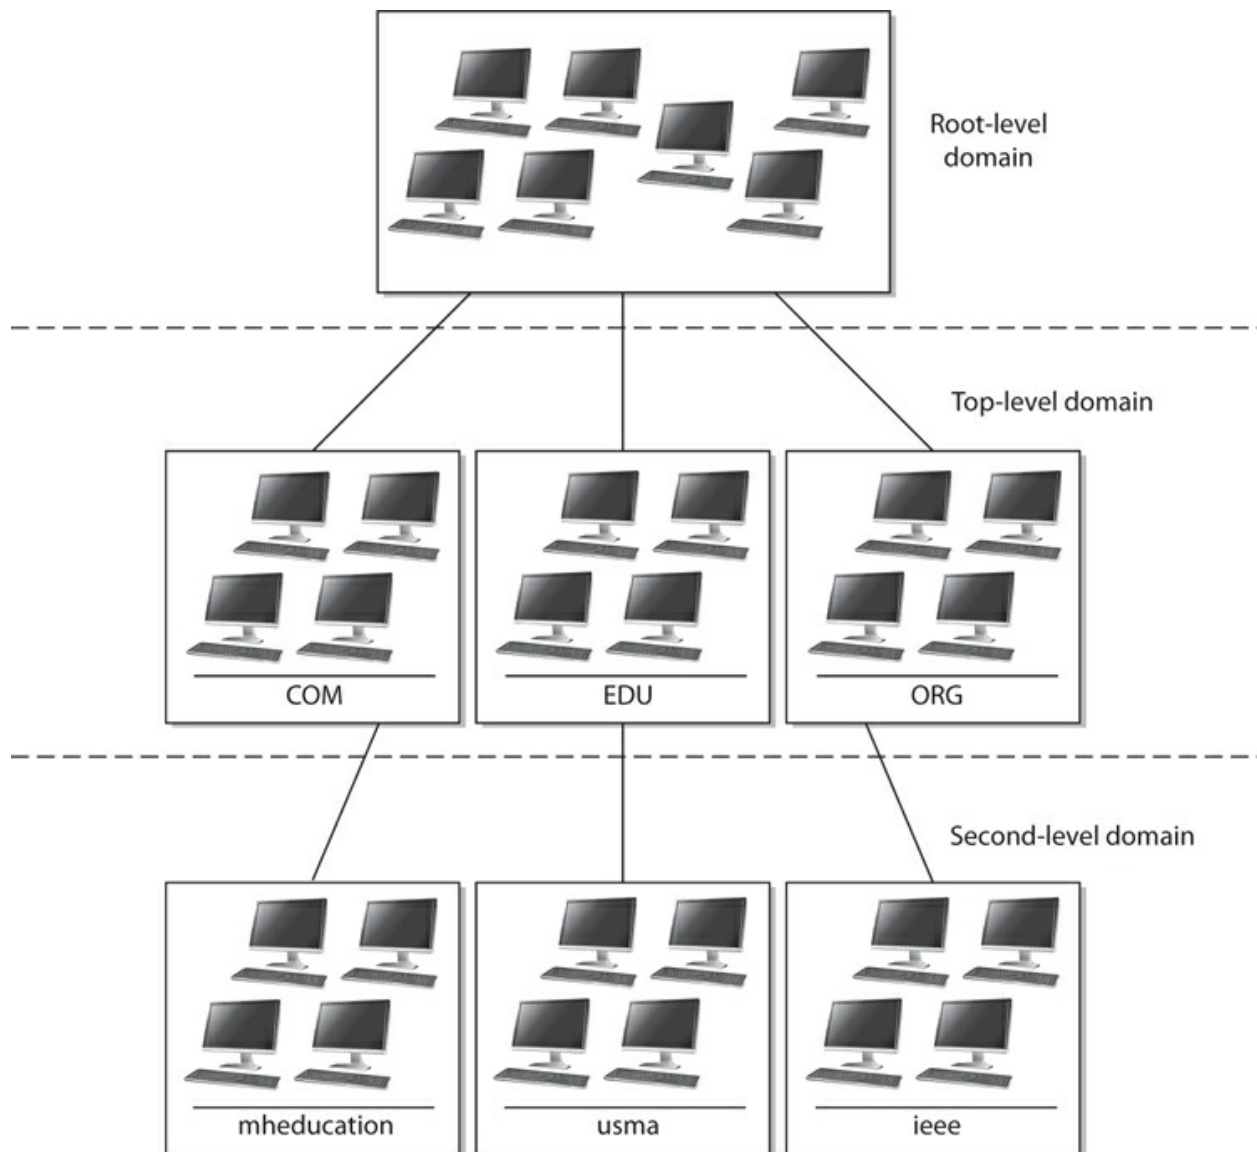 Root-level
domain
Top-level domain
COM
EDU
ORG
Second-level domain
mheducation
usma
ieee